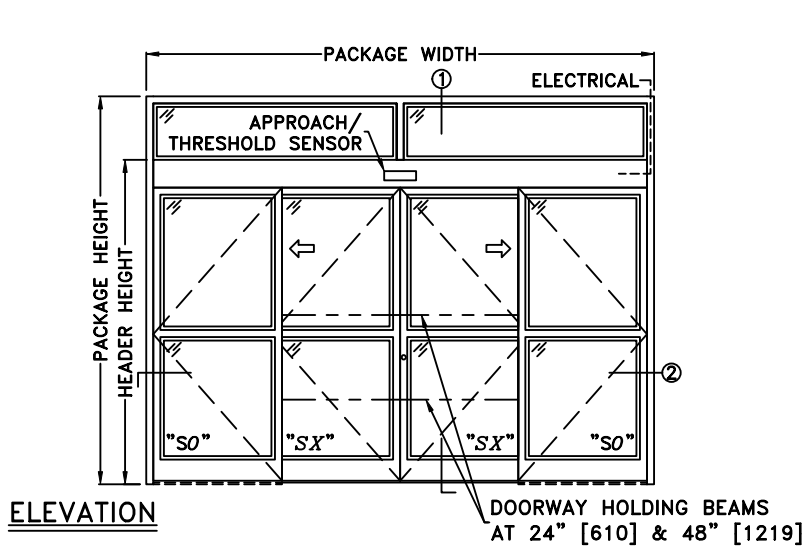 PACKAGE WIDTH
1
ELECTRICAL
APPROACH/
THRESHOLD SENSOR
PACKAGE HEIGHT
HEADER HEIGHT
2
"SO" "SX" "SX" "SO"
DOORWAY HOLDING BEAMS
AT 24" [610] & 48" [1219]
ELEVATION